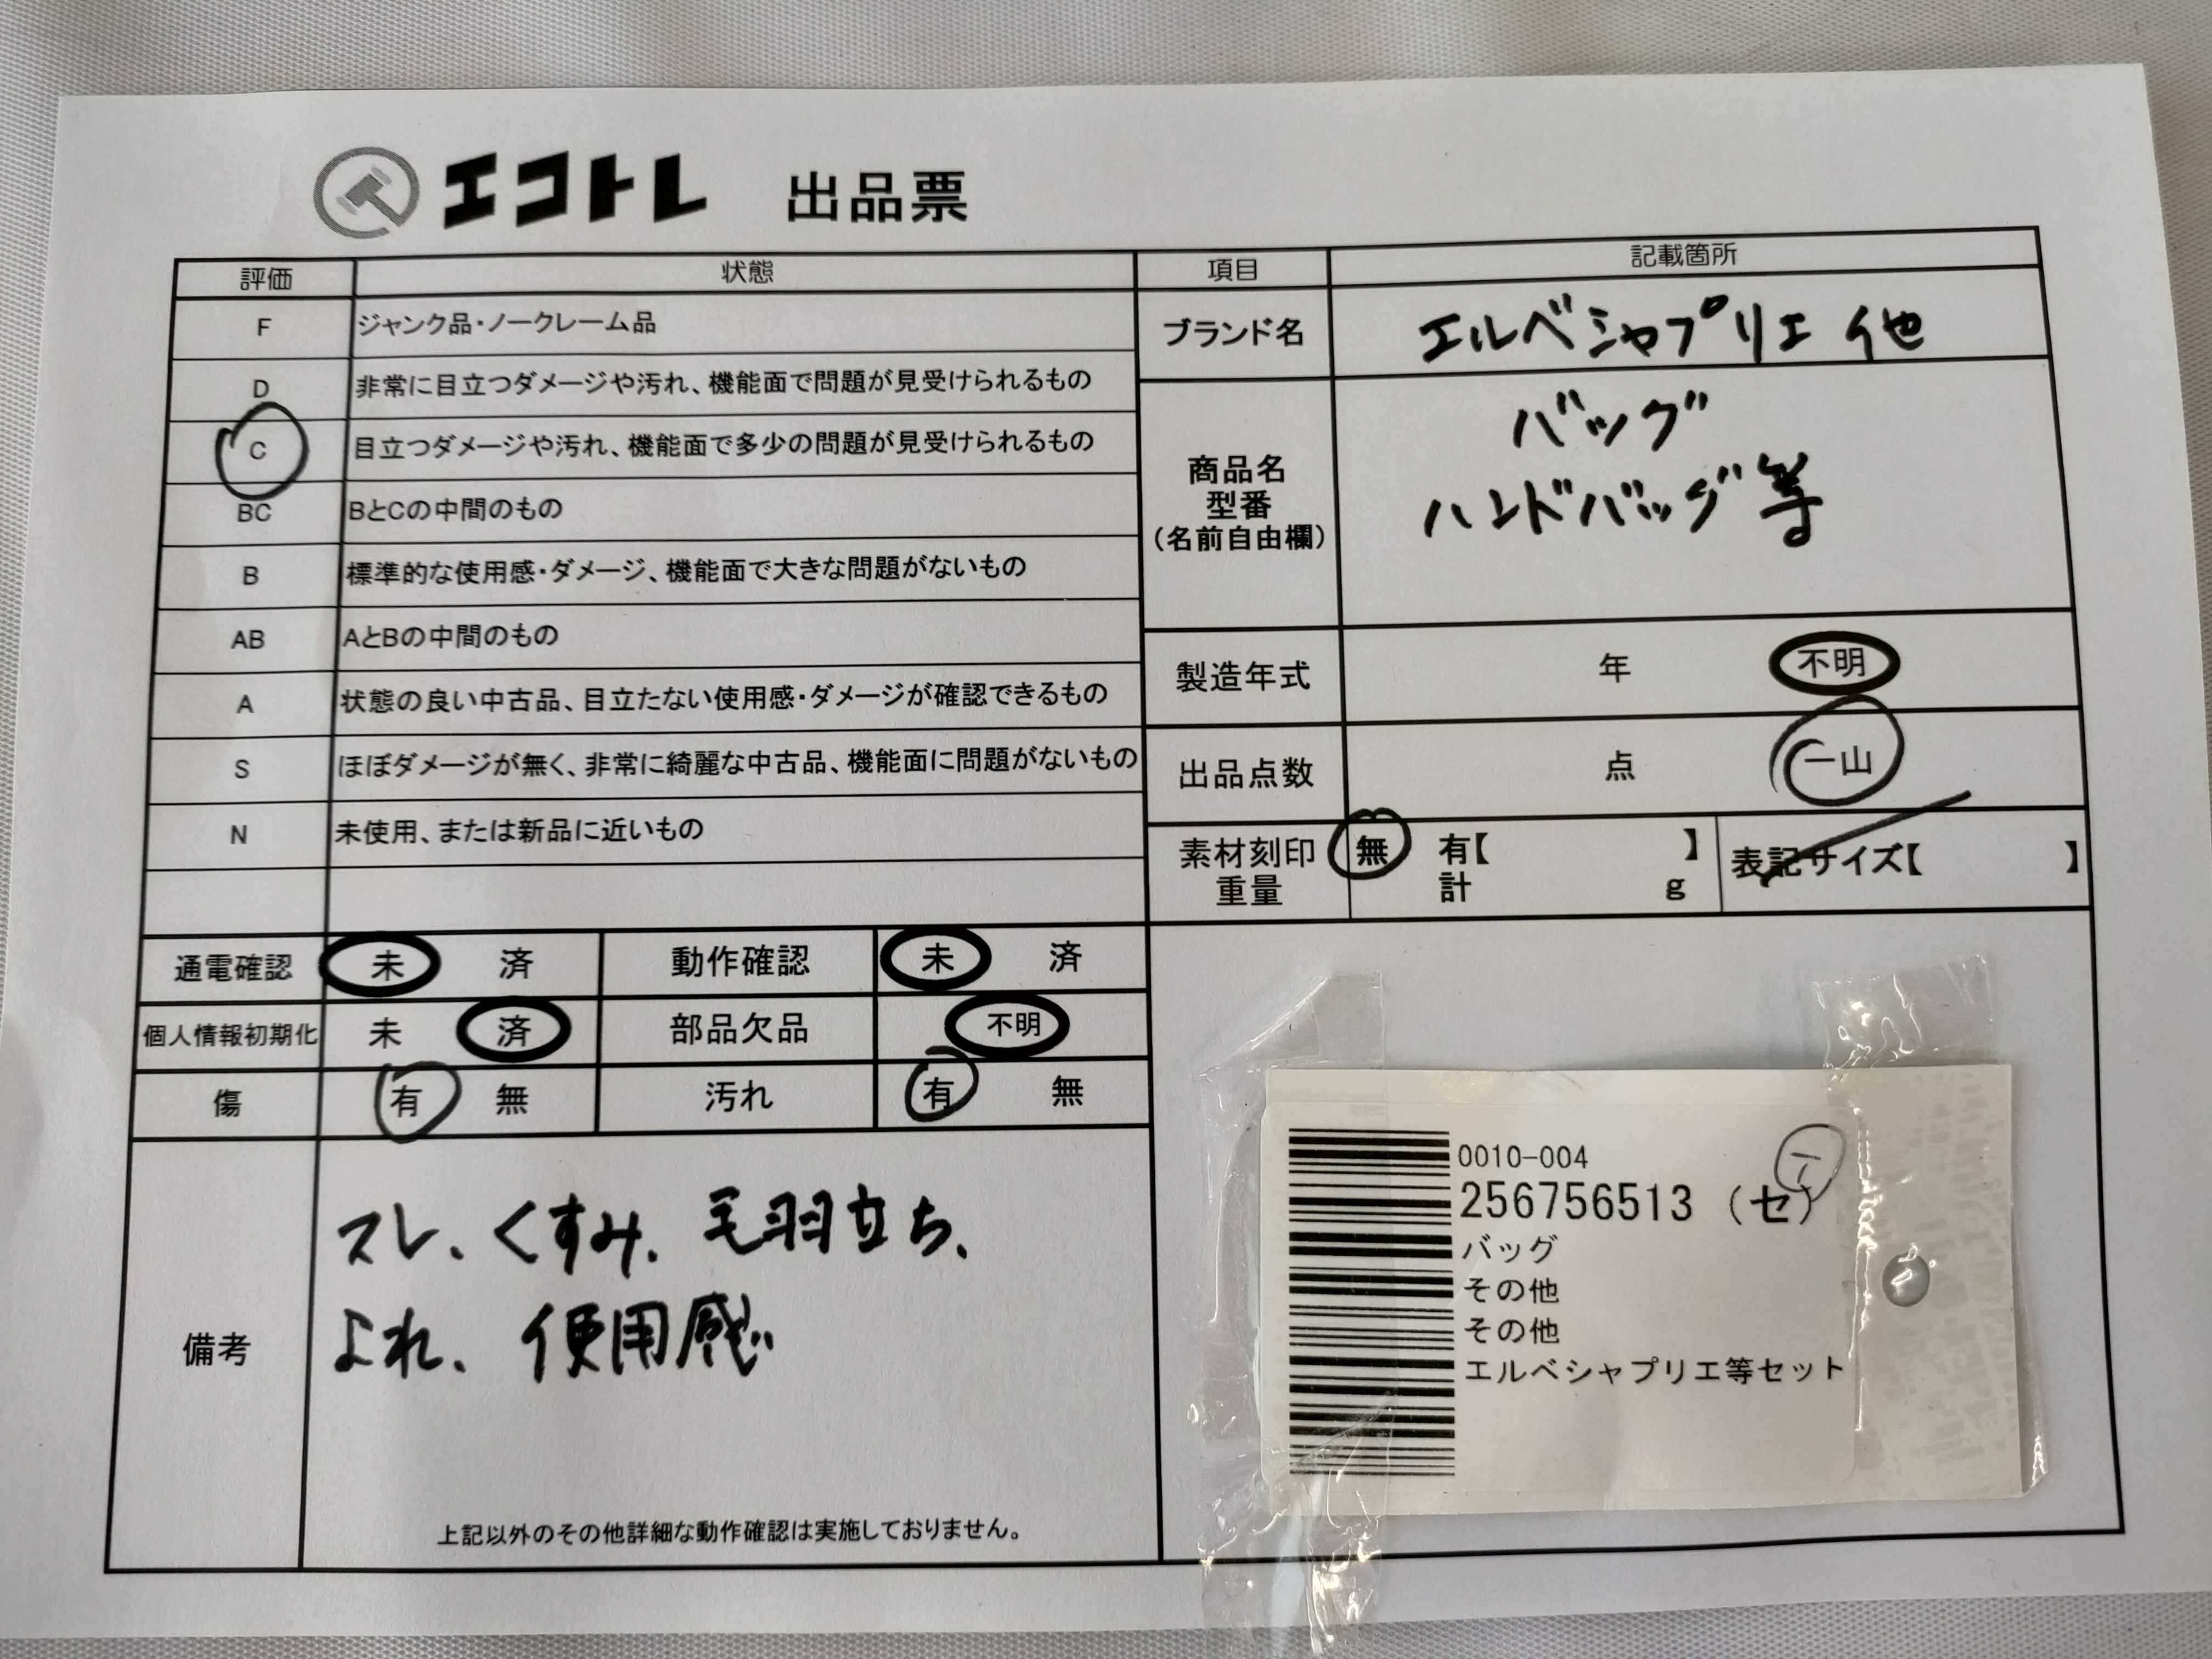 エコトレ 出品票
評価 状態
F ジャンク品・ノークレーム品
D 非常に目立つダメージや汚れ、機能面で問題が見受けられるもの
C 目立つダメージや汚れ、機能面で多少の問題が見受けられるもの
BC BとCの中間のもの
B 標準的な使用感・ダメージ、機能面で大きな問題がないもの
AB AとBの中間のもの
A 状態の良い中古品、目立たない使用感・ダメージが確認できるもの
S ほぼダメージが無く、非常に綺麗な中古品、機能面に問題がないもの
N 未使用、または新品に近いもの
通電確認 未 済 動作確認 未 済
個人情報初期化 未 済 部品欠品 不明
傷 有 無 汚れ 有 無
備考
スレ、くすみ、毛羽立ち、
よれ、使用感
上記以外のその他詳細な動作確認は実施しておりません。
項目 記載箇所
ブランド名 エルベシャプリエ 他
商品名
型番
(名前自由欄)
バッグ
ハンドバッグ等
製造年式 年 不明
出品点数 点 一山
素材刻印 無 有【 】 表記サイズ【 】
重量 計 g
0010-004
256756513 (セ)
バッグ
その他
その他
エルベシャプリエ等セット